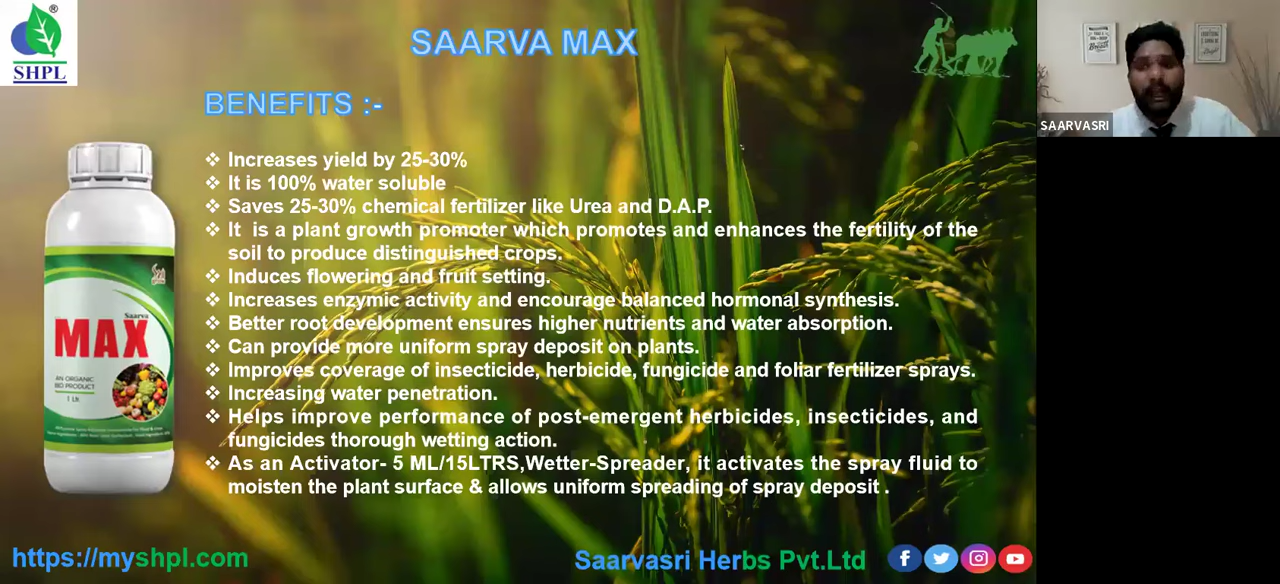 SHPL
®
SAARVA MAX
BENEFITS :-
❖ Increases yield by 25-30%
❖ It is 100% water soluble
❖ Saves 25-30% chemical fertilizer like Urea and D.A.P.
❖ It is a plant growth promoter which promotes and enhances the fertility of the
soil to produce distinguished crops.
❖ Induces flowering and fruit setting.
❖ Increases enzymic activity and encourage balanced hormonal synthesis.
❖ Better root development ensures higher nutrients and water absorption.
❖ Can provide more uniform spray deposit on plants.
❖ Improves coverage of insecticide, herbicide, fungicide and foliar fertilizer sprays.
❖ Increasing water penetration.
❖ Helps improve performance of post-emergent herbicides, insecticides, and
fungicides thorough wetting action.
❖ As an Activator- 5 ML/15LTRS,Wetter-Spreader, it activates the spray fluid to
moisten the plant surface & allows uniform spreading of spray deposit .
Saarva
MAX
AN ORGANIC
BIO PRODUCT
1 Ltr.
https://myshpl.com
Saarvasri Herbs Pvt.Ltd
SAARVASRI